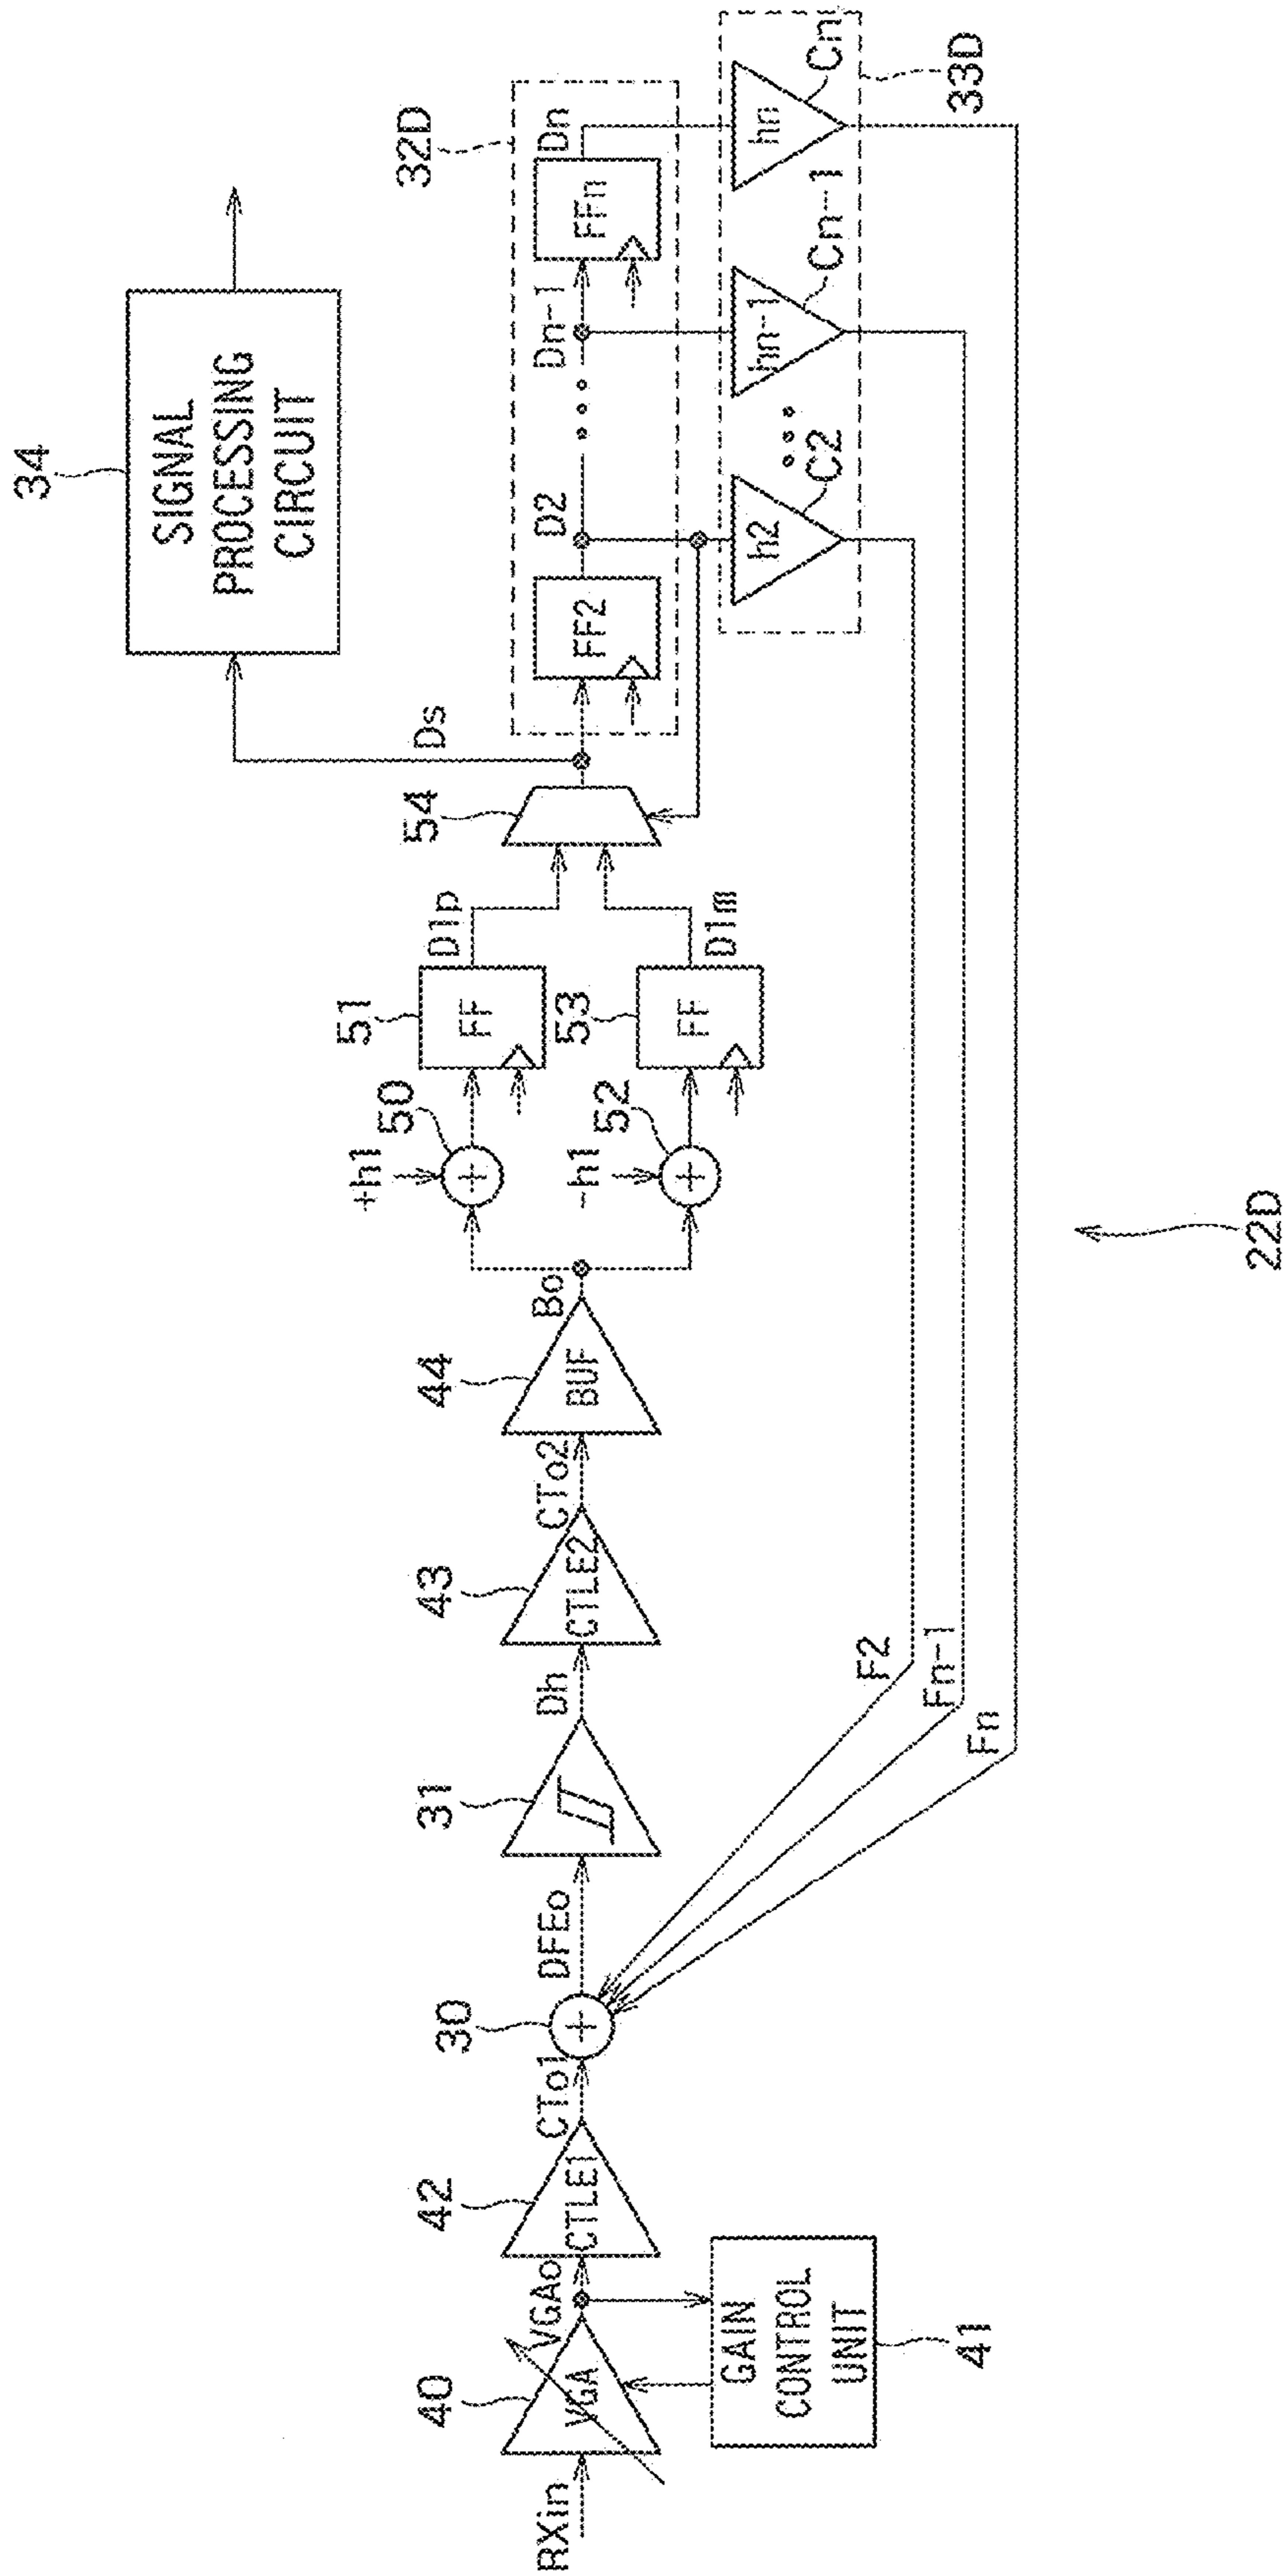 34
SIGNAL
PROCESSING
CIRCUIT
Ds
32D
Dn
FFn
Dn-1
D2
FF2
54
D1p
D1m
51
FF
53
FF
+h1
50
-h1
52
Bo
44
BUF
CTo2
43
CTLE2
Dh
31
DFEo
30
CTo1
42
CTLE1
VGAo
40
VGA
RXin
GAIN
CONTROL
UNIT
41
h2
C2
hn-1
Cn-1
hn
Cn
33D
F2
Fn-1
Fn
22D